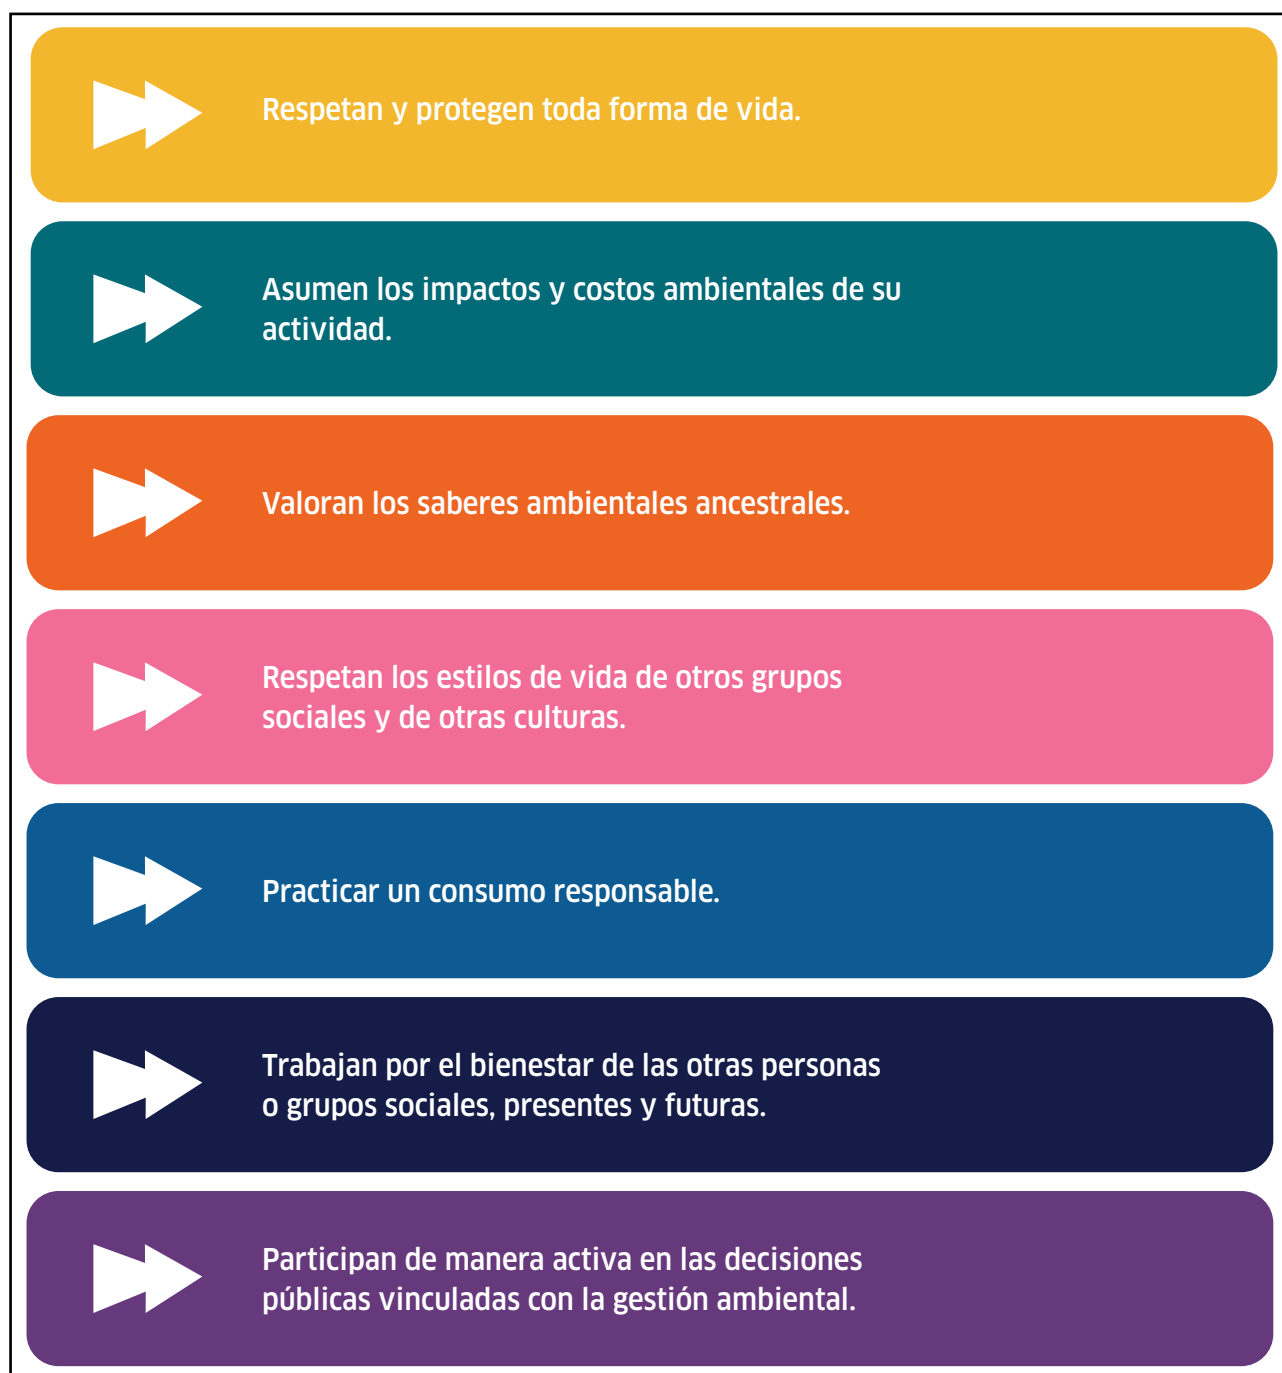 Respetan y protegen toda forma de vida.
Asumen los impactos y costos ambientales de su
actividad.
Valoran los saberes ambientales ancestrales.
Respetan los estilos de vida de otros grupos
sociales y de otras culturas.
Practicar un consumo responsable.
Trabajan por el bienestar de las otras personas
o grupos sociales, presentes y futuras.
Participan de manera activa en las decisiones
públicas vinculadas con la gestión ambiental.